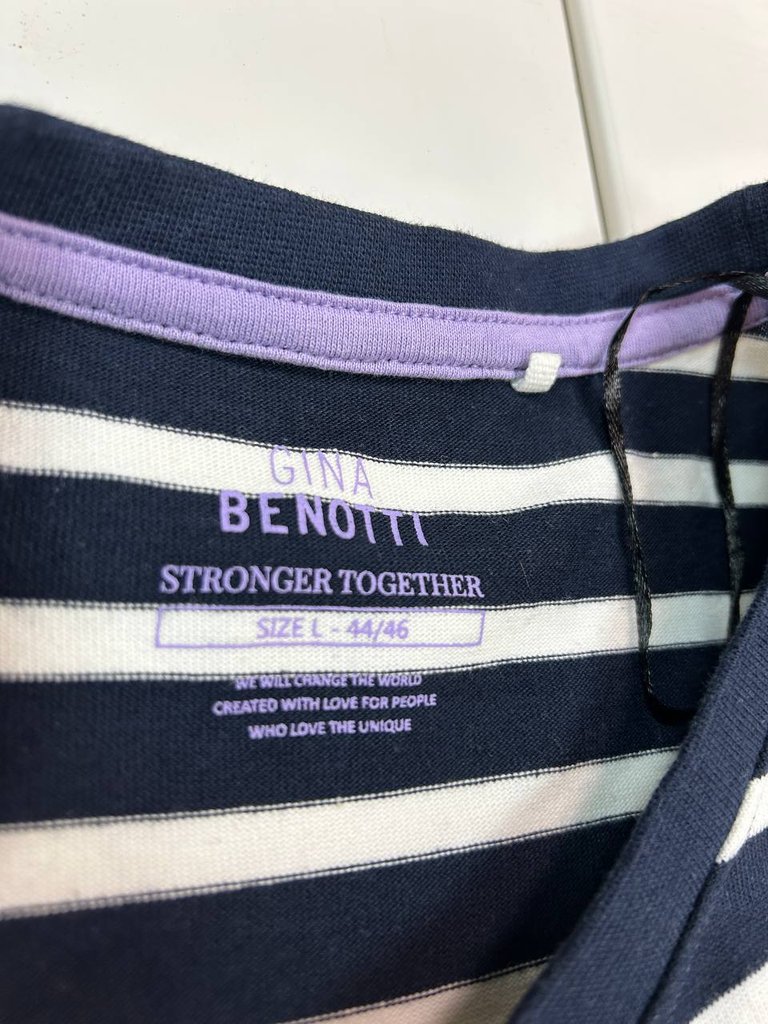 GINA
BENOTTI
STRONGER TOGETHER
SIZE L - 44/46
WE WILL CHANGE THE WORLD
CREATED WITH LOVE FOR PEOPLE
WHO LOVE THE UNIQUE